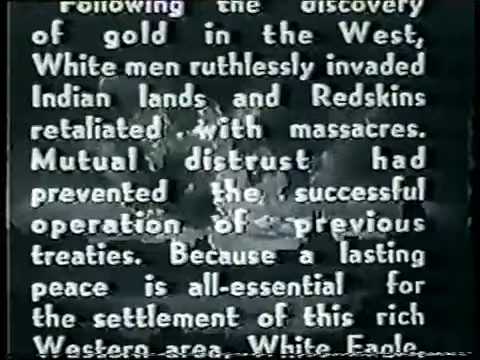 Following the discovery
of gold in the West,
White men ruthlessly invaded
Indian lands and Redskins
retaliated with massacres.
Mutual distrust had
prevented the successful
operation of previous
treaties. Because a lasting
peace is all-essential for
the settlement of this rich
Western area, White Eagle,